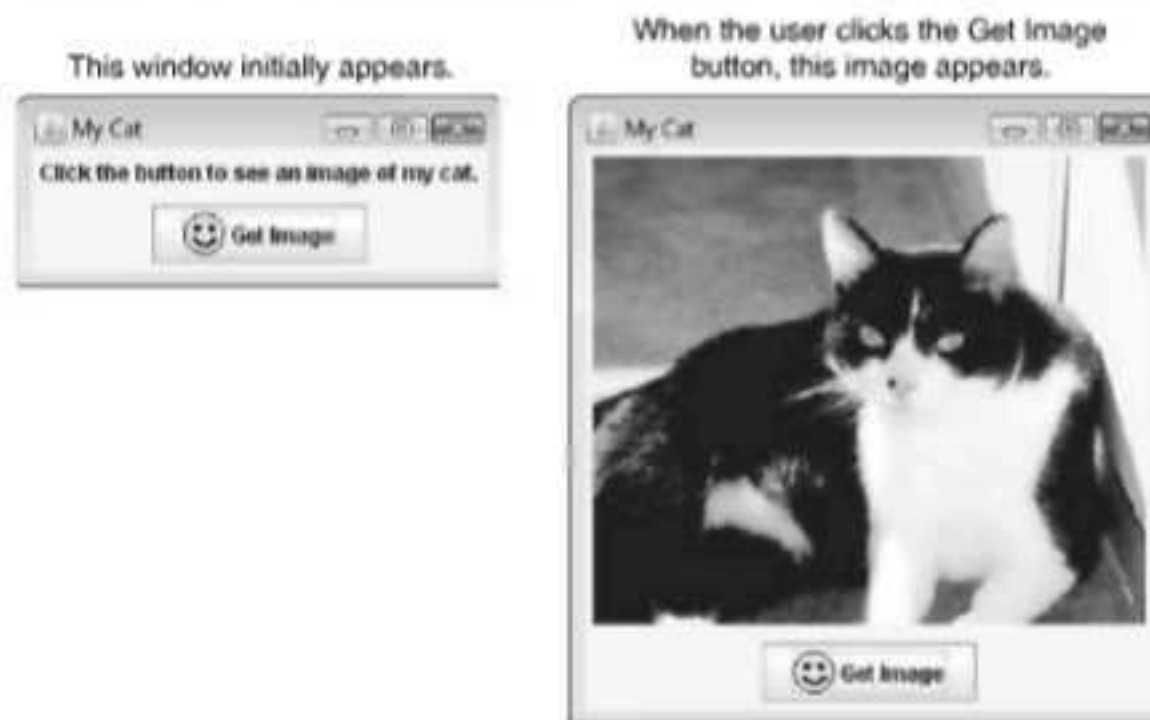 This window initially appears.
My Cat
Click the button to see an image of my cat.
Get Image
When the user clicks the Get Image
button, this image appears.
My Cat
Get Image